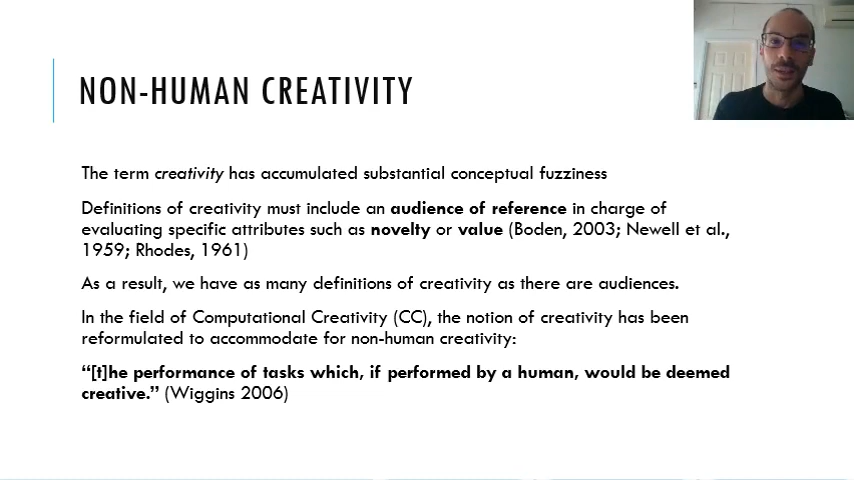 NON-HUMAN CREATIVITY
The term creativity has accumulated substantial conceptual fuzziness
Definitions of creativity must include an audience of reference in charge of
evaluating specific attributes such as novelty or value (Boden, 2003; Newell et al.,
1959; Rhodes, 1961)
As a result, we have as many definitions of creativity as there are audiences.
In the field of Computational Creativity (CC), the notion of creativity has been
reformulated to accommodate for non-human creativity:
“[t]he performance of tasks which, if performed by a human, would be deemed
creative.” (Wiggins 2006)